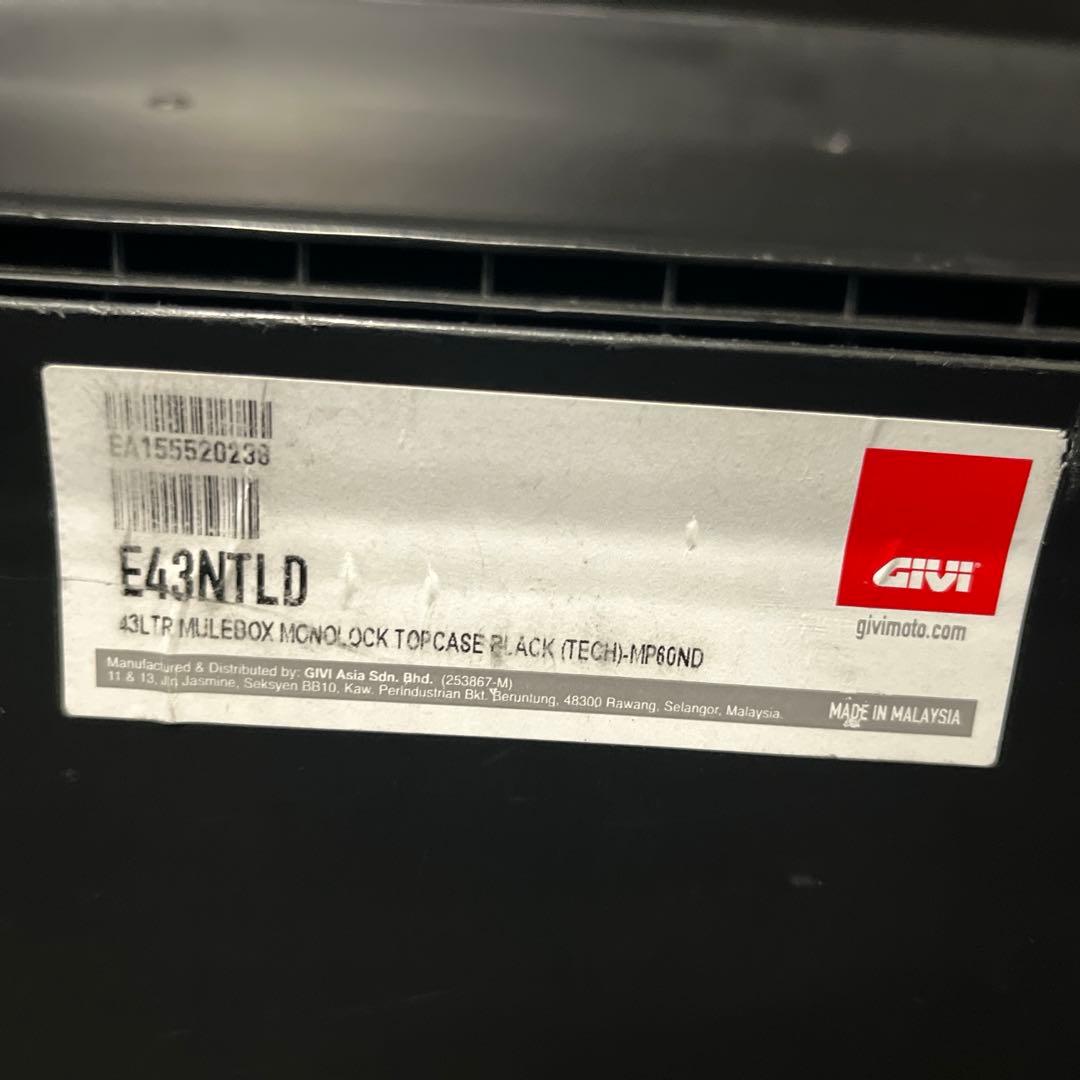 EA155520238
E43NTLD
43LTR MULEBOX MONOLOCK TOPCASE BLACK (TECH)-MP60ND
GIVI
givimoto.com
Manufactured & Distributed by: GIVI Asia Sdn. Bhd. (253867-M)
11 & 13, Jln Jasmine, Seksyen BB10, Kaw. Perindustrian Bkt. Beruntung, 48300 Rawang, Selangor, Malaysia.
MADE IN MALAYSIA